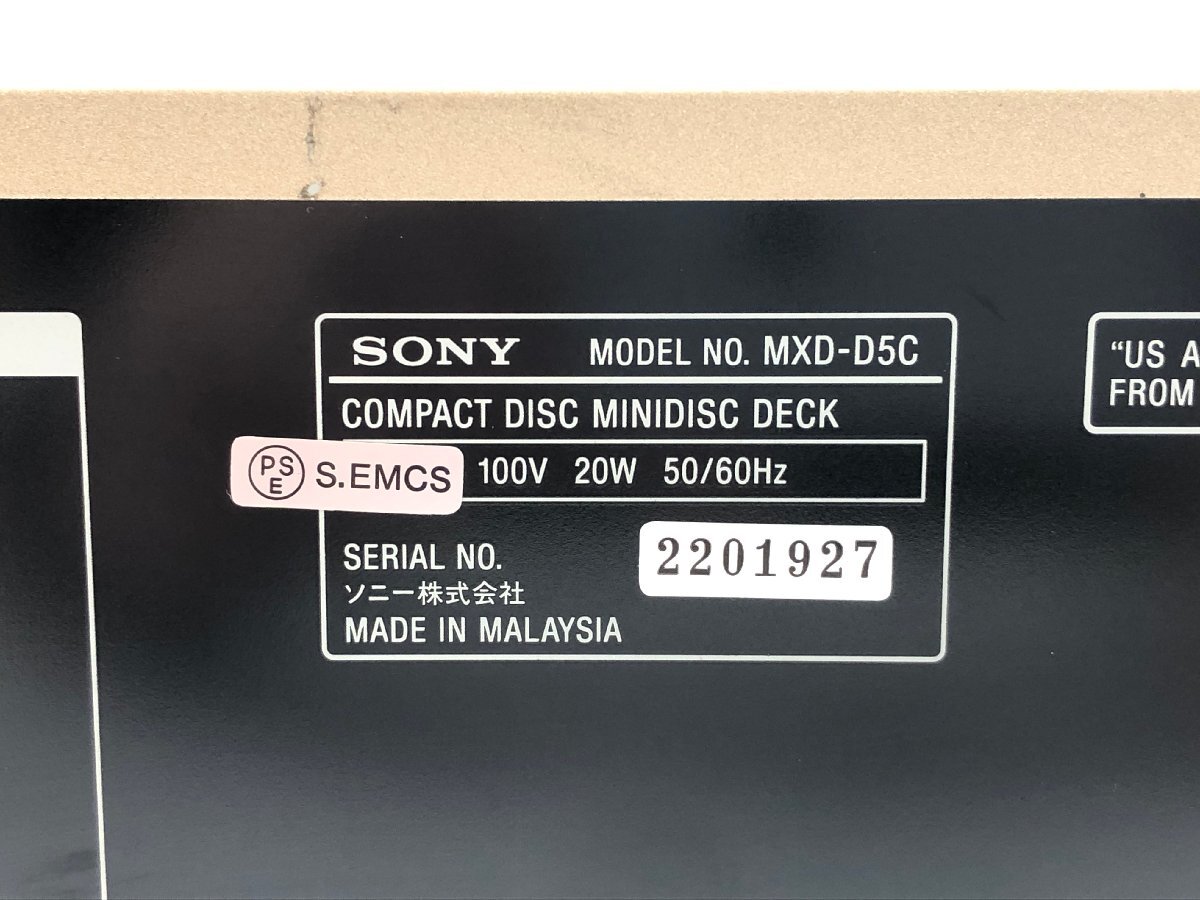 SONY MODEL NO. MXD-D5C
COMPACT DISC MINIDISC DECK
PSE S.EMCS 100V 20W 50/60Hz
SERIAL NO. 2201927
ソニー株式会社
MADE IN MALAYSIA
“US A
FROM